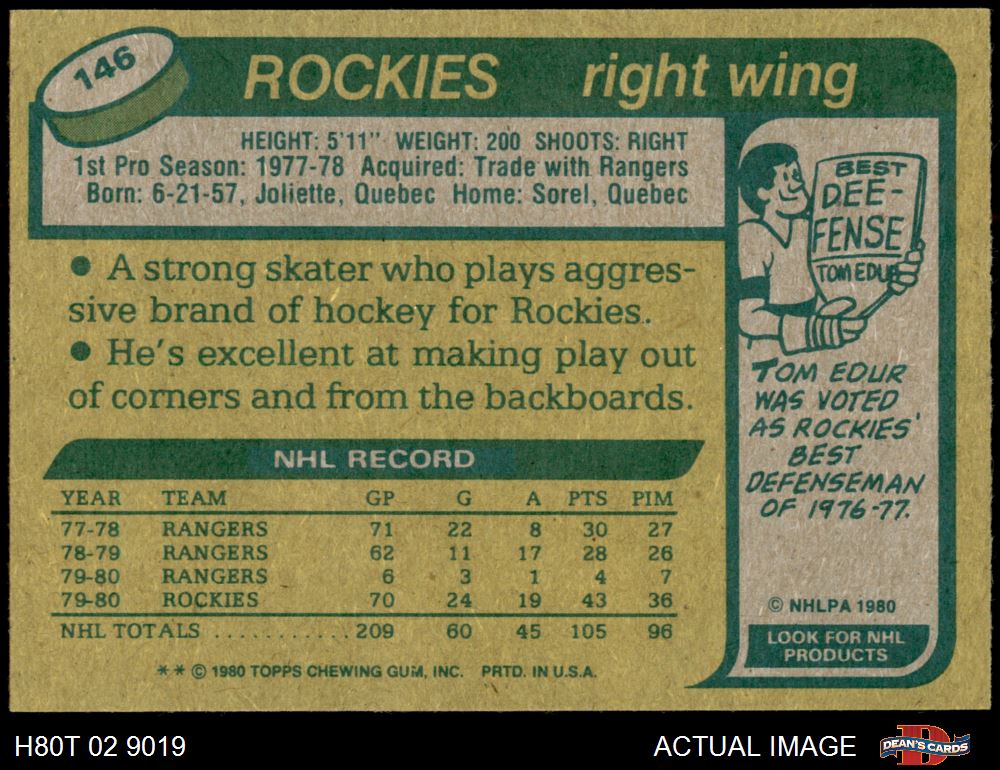 146
ROCKIES right wing
HEIGHT: 5'11" WEIGHT: 200 SHOOTS: RIGHT
1st Pro Season: 1977-78 Acquired: Trade with Rangers
Born: 6-21-57, Joliette, Quebec Home: Sorel, Quebec
● A strong skater who plays aggres-
sive brand of hockey for Rockies.
● He's excellent at making play out
of corners and from the backboards.
NHL RECORD
YEAR TEAM GP G A PTS PIM
77-78 RANGERS 71 22 8 30 27
78-79 RANGERS 62 11 17 28 26
79-80 RANGERS 6 3 1 4 7
79-80 ROCKIES 70 24 19 43 36
NHL TOTALS ........... 209 60 45 105 96
** © 1980 TOPPS CHEWING GUM, INC. PRTD. IN U.S.A.
BEST
DEE-
FENSE
TOM EDUR
TOM EDUR
WAS VOTED
AS ROCKIES'
BEST
DEFENSEMAN
OF 1976-77.
© NHLPA 1980
LOOK FOR NHL
PRODUCTS
H80T 02 9019
ACTUAL IMAGE
DEAN'S CARDS